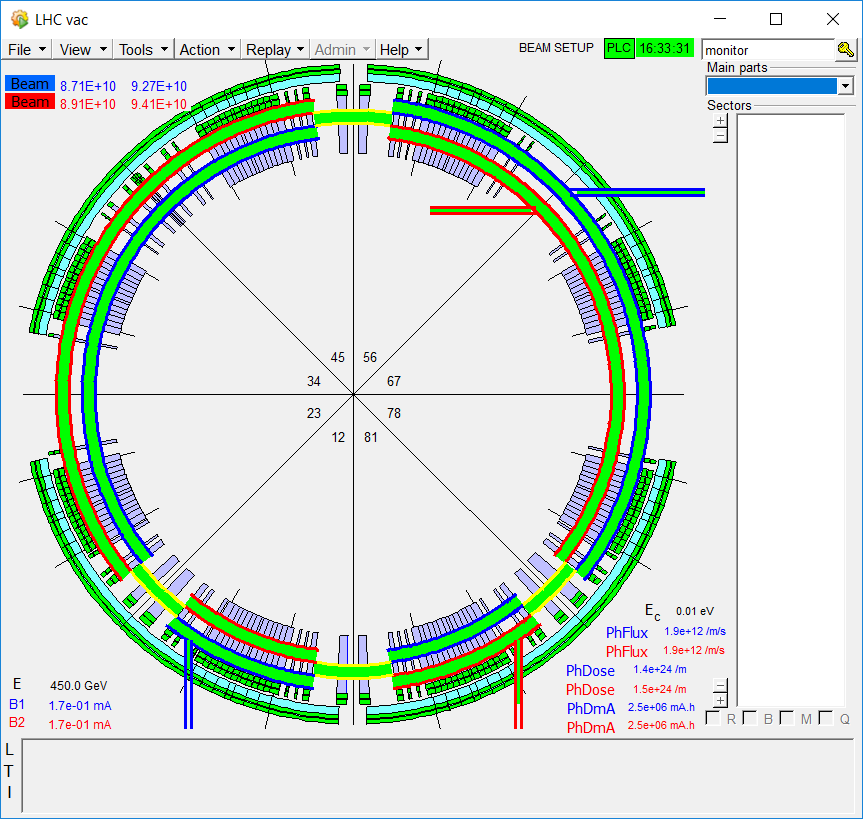 LHC vac
File View Tools Action Replay Admin Help BEAM SETUP PLC 16:33:31 monitor
Main parts
Beam 8.71E+10 9.27E+10
Beam 8.91E+10 9.41E+10
Sectors
+
−
45 56
34 67
23 78
12 81
Ec 0.01 eV
PhFlux 1.9e+12 /m/s
PhFlux 1.9e+12 /m/s
PhDose 1.4e+24 /m
PhDose 1.5e+24 /m
PhDmA 2.5e+06 mA.h
PhDmA 2.5e+06 mA.h
E 450.0 GeV
B1 1.7e-01 mA
B2 1.7e-01 mA
−
+
R B M Q
L
T
I